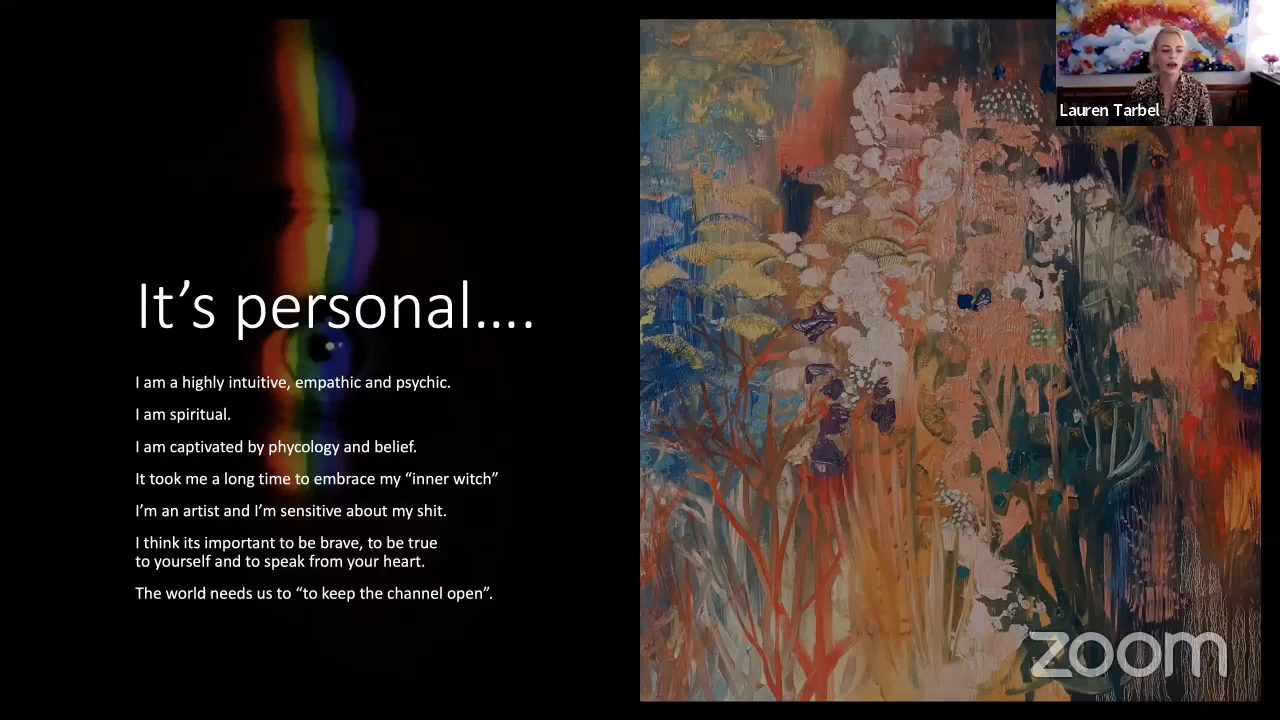 Lauren Tarbel
It’s personal….
I am a highly intuitive, empathic and psychic.
I am spiritual.
I am captivated by phycology and belief.
It took me a long time to embrace my “inner witch”
I’m an artist and I’m sensitive about my shit.
I think its important to be brave, to be true
to yourself and to speak from your heart.
The world needs us to “to keep the channel open”.
zoom